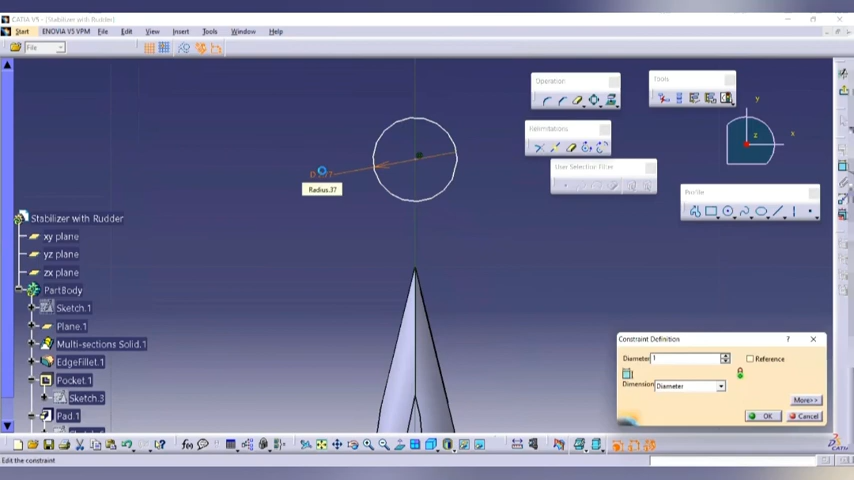 CATIA V5 - [Stabilizer with Rudder]
Start ENOVIA V5 VPM File Edit View Insert Tools Window Help
File
Operation
Tools
Relimitations
User Selection Filter
Profile
y
x
z
Radius.37
Stabilizer with Rudder
xy plane
yz plane
zx plane
PartBody
Sketch.1
Plane.1
Multi-sections Solid.1
EdgeFillet.1
Pocket.1
Sketch.3
Pad.1
Constraint Definition ? X
Diameter 1 Reference
Dimension Diameter
More>>
OK Cancel
Edit the constraint